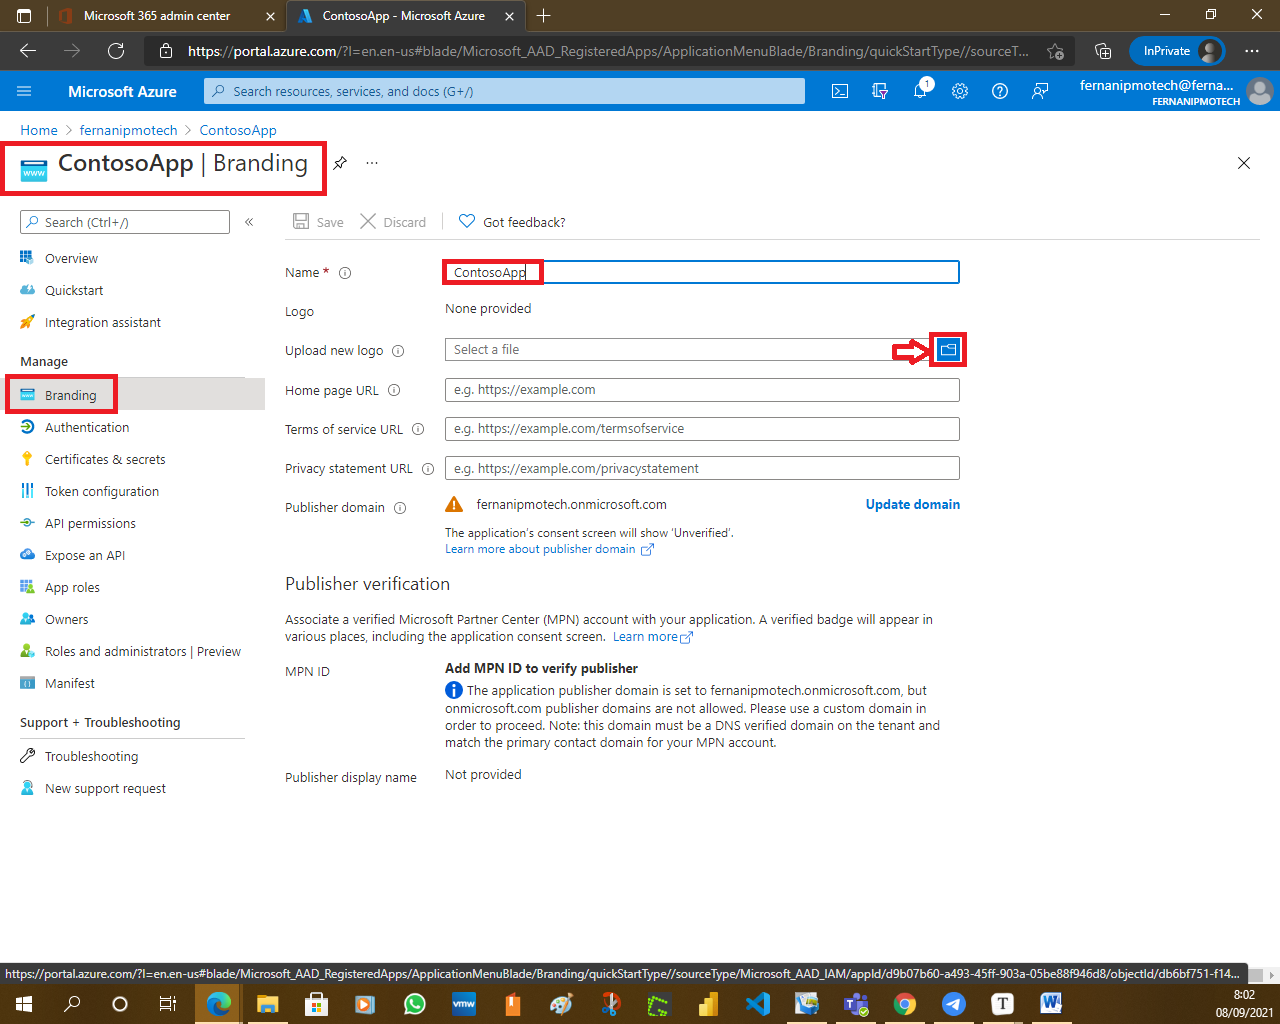 Microsoft 365 admin center
ContosoApp - Microsoft Azure
https://portal.azure.com/?l=en.en-us#blade/Microsoft_AAD_RegisteredApps/ApplicationMenuBlade/Branding/quickStartType//sourceT...
InPrivate
Microsoft Azure
Search resources, services, and docs (G+/)
1
fernanipmotech@ferna...
FERNANIPMOTECH
Home > fernanipmotech > ContosoApp
www
ContosoApp | Branding
...
Search (Ctrl+/)
«
Save
Discard
Got feedback?
Overview
Quickstart
Integration assistant
Manage
Branding
Authentication
Certificates & secrets
Token configuration
API permissions
Expose an API
App roles
Owners
Roles and administrators | Preview
Manifest
Support + Troubleshooting
Troubleshooting
New support request
Name *
ContosoApp
Logo
None provided
Upload new logo
Select a file
Home page URL
e.g. https://example.com
Terms of service URL
e.g. https://example.com/termsofservice
Privacy statement URL
e.g. https://example.com/privacystatement
Publisher domain
fernanipmotech.onmicrosoft.com
Update domain
The application's consent screen will show 'Unverified'.
Learn more about publisher domain
Publisher verification
Associate a verified Microsoft Partner Center (MPN) account with your application. A verified badge will appear in
various places, including the application consent screen. Learn more
MPN ID
Add MPN ID to verify publisher
The application publisher domain is set to fernanipmotech.onmicrosoft.com, but
onmicrosoft.com publisher domains are not allowed. Please use a custom domain in
order to proceed. Note: this domain must be a DNS verified domain on the tenant and
match the primary contact domain for your MPN account.
Publisher display name
Not provided
https://portal.azure.com/?l=en.en-us#blade/Microsoft_AAD_RegisteredApps/ApplicationMenuBlade/Branding/quickStartType//sourceType/Microsoft_AAD_IAM/appId/d9b07b60-a493-45ff-903a-05be88f946d8/objectId/db6bf751-f14...
vmw
T
W
8:02
08/09/2021